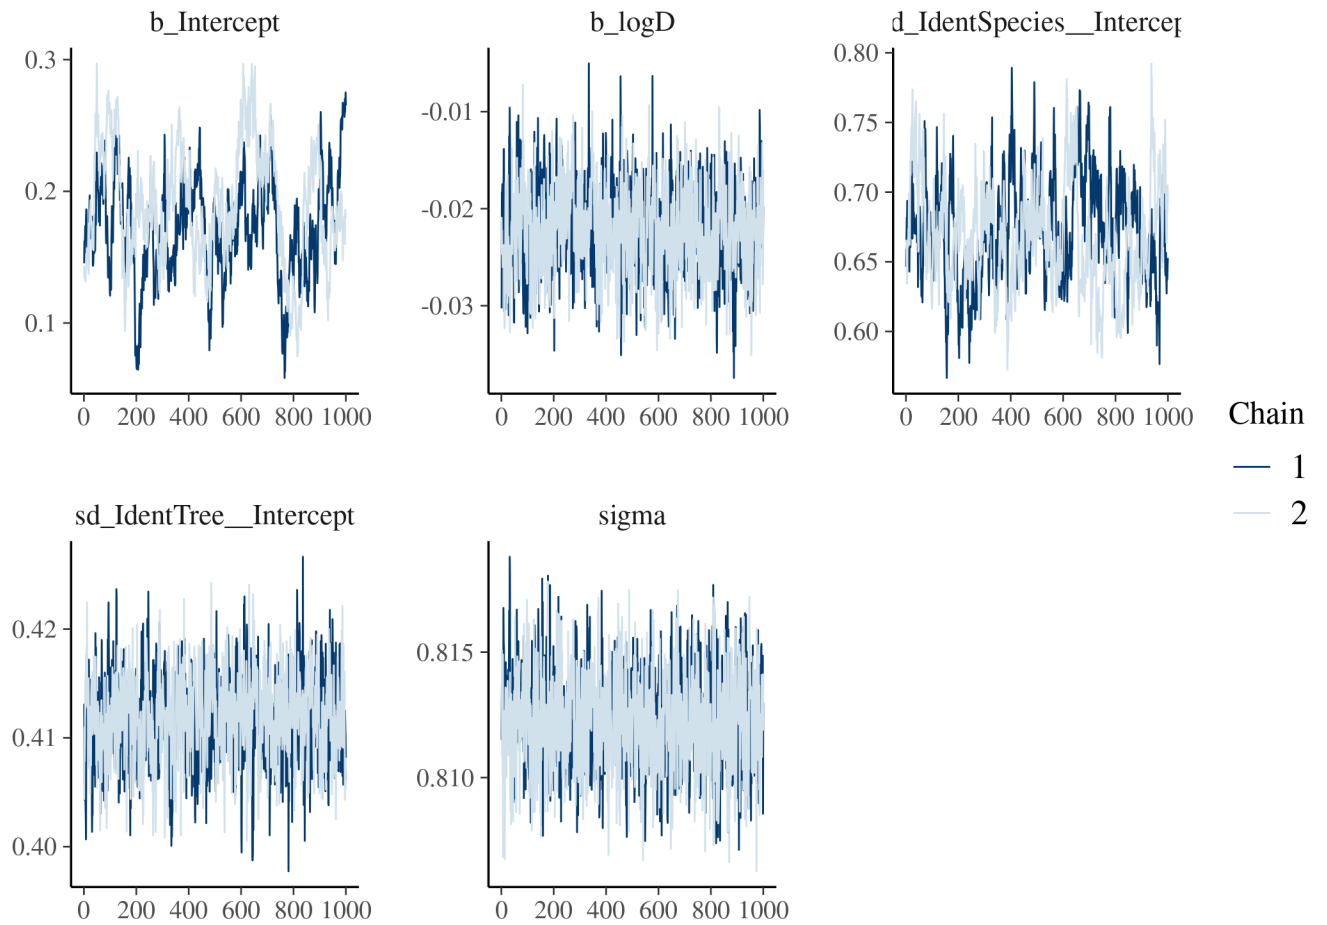 b_Intercept
b_logD
d_IdentSpecies__Intercep
0.3
0.2
0.1
0 200 400 600 800 1000
-0.01
-0.02
-0.03
0 200 400 600 800 1000
0.80
0.75
0.70
0.65
0.60
0 200 400 600 800 1000
Chain
1
2
sd_IdentTree__Intercept
sigma
0.42
0.41
0.40
0 200 400 600 800 1000
0.815
0.810
0 200 400 600 800 1000